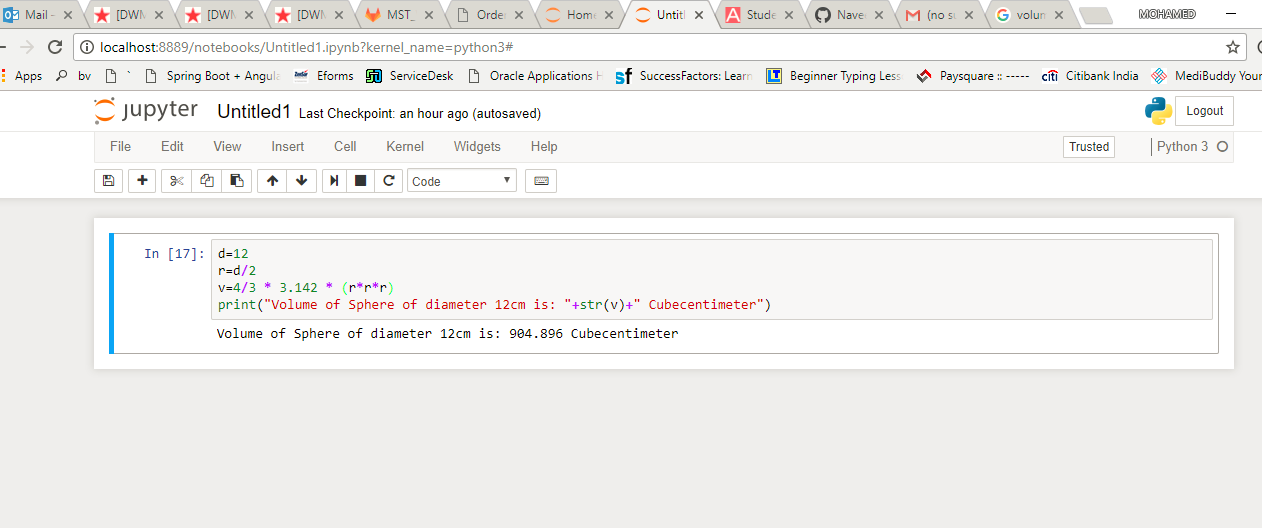 Mail - [DWM [DWM [DWM MST_ Order Home Untitl Stude Nave (no su volun MOHAMED
localhost:8889/notebooks/Untitled1.ipynb?kernel_name=python3#
Apps bv ` Spring Boot + Angula Eforms ServiceDesk Oracle Applications H SuccessFactors: Learn Beginner Typing Less Paysquare :: ----- Citibank India MediBuddy Your
jupyter Untitled1 Last Checkpoint: an hour ago (autosaved) Logout
File Edit View Insert Cell Kernel Widgets Help Trusted Python 3
Code
In [17]: d=12
r=d/2
v=4/3 * 3.142 * (r*r*r)
print("Volume of Sphere of diameter 12cm is: "+str(v)+" Cubecentimeter")
Volume of Sphere of diameter 12cm is: 904.896 Cubecentimeter